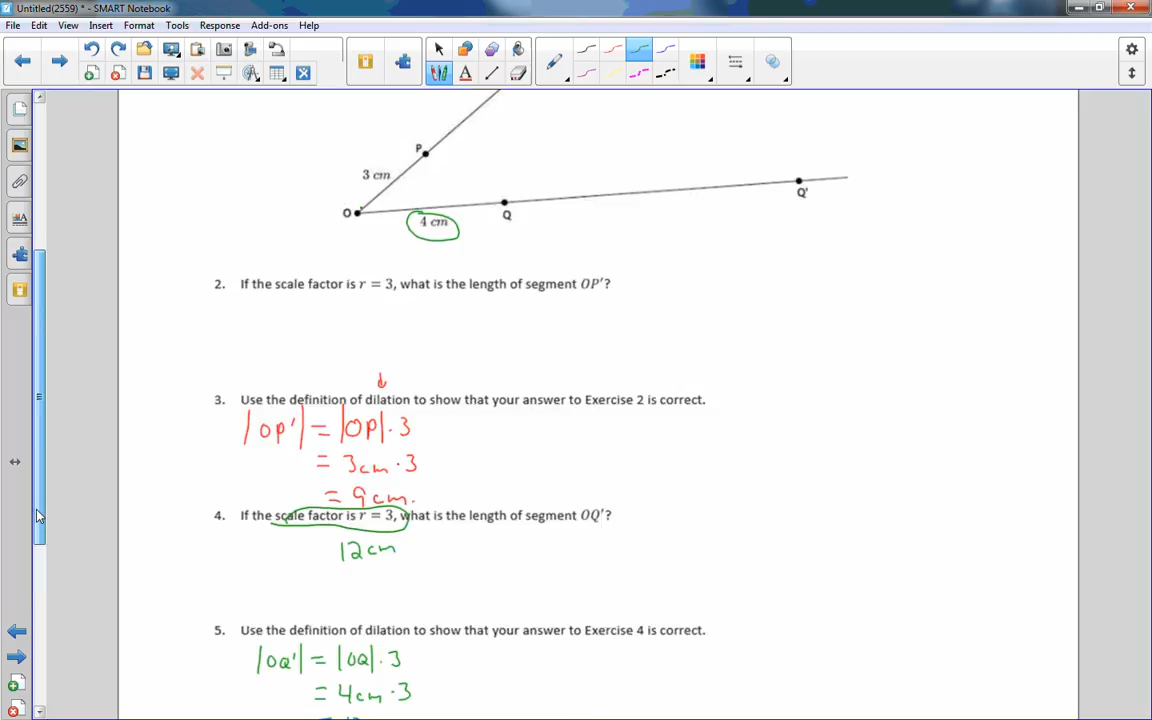 Untitled(2559) * - SMART Notebook
File Edit View Insert Format Tools Response Add-ons Help
P
3 cm
Q'
O
Q
4 cm
2. If the scale factor is r = 3, what is the length of segment OP'?
3. Use the definition of dilation to show that your answer to Exercise 2 is correct.
|OP'| = |OP| · 3
= 3cm · 3
= 9cm.
4. If the scale factor is r = 3, what is the length of segment OQ'?
12cm
5. Use the definition of dilation to show that your answer to Exercise 4 is correct.
|OQ'| = |OQ| · 3
= 4cm · 3